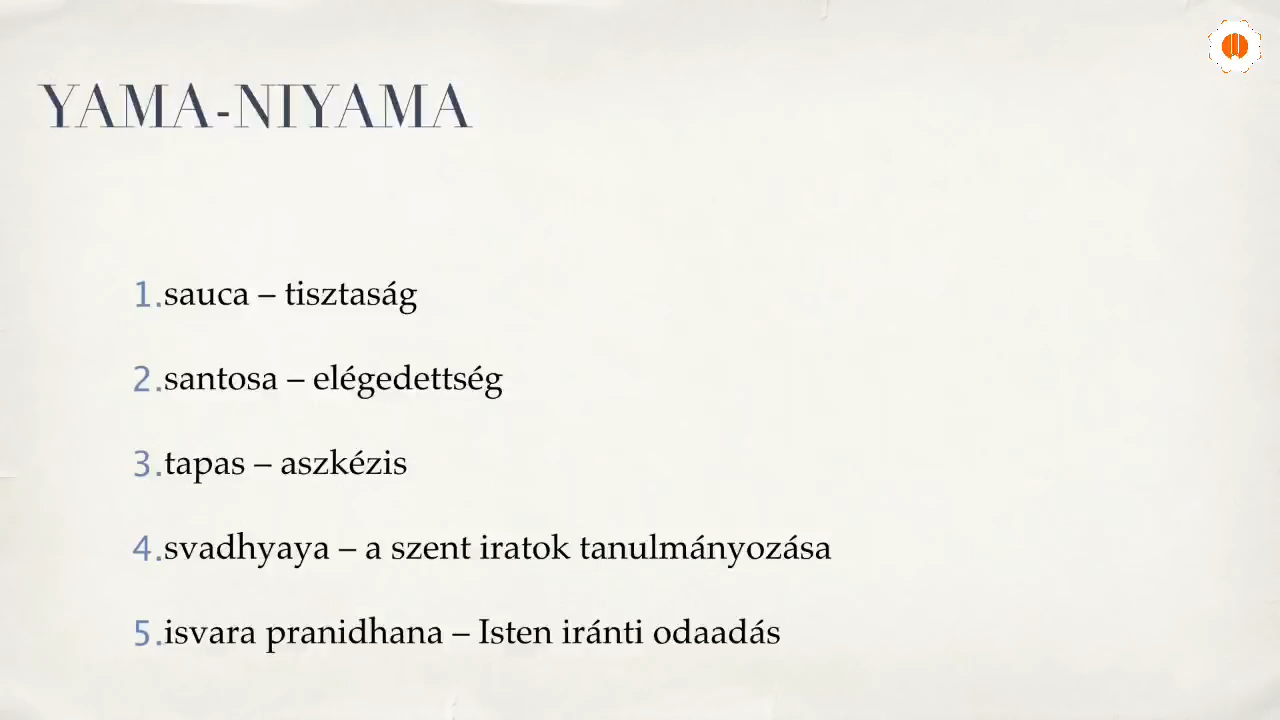 YAMA-NIYAMA
1.sauca – tisztaság
2.santosa – elégedettség
3.tapas – aszkézis
4.svadhyaya – a szent iratok tanulmányozása
5.isvara pranidhana – Isten iránti odaadás